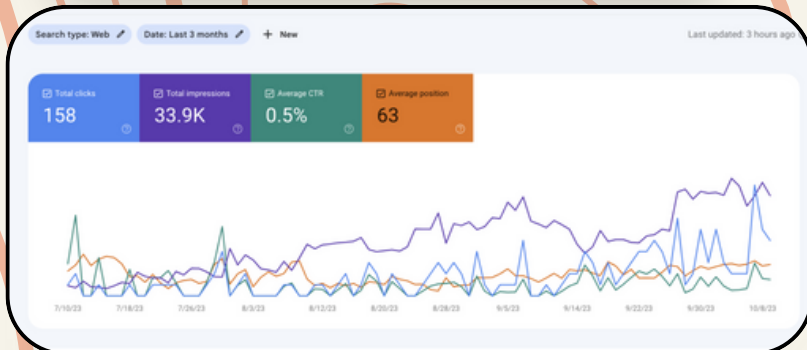 Search type: Web
Date: Last 3 months
+ New
Last updated: 3 hours ago
Total clicks
158
Total impressions
33.9K
Average CTR
0.5%
Average position
63
7/10/23
7/18/23
7/26/23
8/3/23
8/12/23
8/20/23
8/28/23
9/5/23
9/14/23
9/22/23
9/30/23
10/8/23